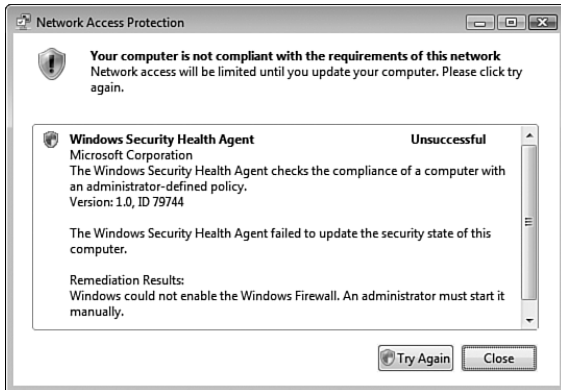 Network Access Protection
Your computer is not compliant with the requirements of this network
Network access will be limited until you update your computer. Please click try
again.
Windows Security Health Agent Unsuccessful
Microsoft Corporation
The Windows Security Health Agent checks the compliance of a computer with
an administrator-defined policy.
Version: 1.0, ID 79744
The Windows Security Health Agent failed to update the security state of this
computer.
Remediation Results:
Windows could not enable the Windows Firewall. An administrator must start it
manually.
Try Again Close